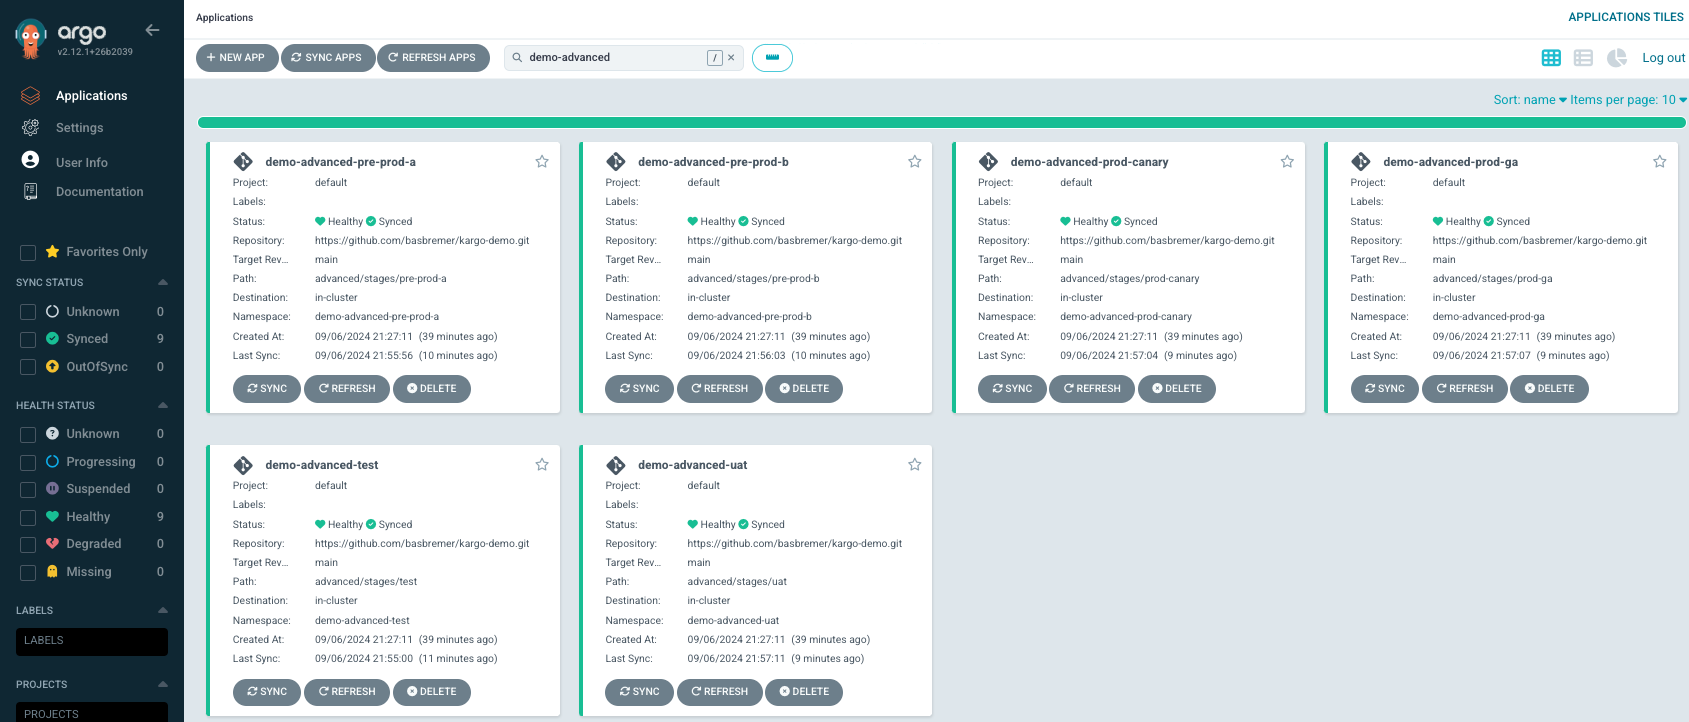 argo
v2.12.1+26b2039
Applications
Settings
User Info
Documentation
Favorites Only
SYNC STATUS
Unknown 0
Synced 9
OutOfSync 0
HEALTH STATUS
Unknown 0
Progressing 0
Suspended 0
Healthy 9
Degraded 0
Missing 0
LABELS
LABELS
PROJECTS
PROJECTS
Applications
APPLICATIONS TILES
NEW APP SYNC APPS REFRESH APPS demo-advanced / Log out
Sort: name Items per page: 10
demo-advanced-pre-prod-a
Project: default
Labels:
Status: Healthy Synced
Repository: https://github.com/basbremer/kargo-demo.git
Target Rev... main
Path: advanced/stages/pre-prod-a
Destination: in-cluster
Namespace: demo-advanced-pre-prod-a
Created At: 09/06/2024 21:27:11 (39 minutes ago)
Last Sync: 09/06/2024 21:55:56 (10 minutes ago)
SYNC REFRESH DELETE
demo-advanced-pre-prod-b
Project: default
Labels:
Status: Healthy Synced
Repository: https://github.com/basbremer/kargo-demo.git
Target Rev... main
Path: advanced/stages/pre-prod-b
Destination: in-cluster
Namespace: demo-advanced-pre-prod-b
Created At: 09/06/2024 21:27:11 (39 minutes ago)
Last Sync: 09/06/2024 21:56:03 (10 minutes ago)
SYNC REFRESH DELETE
demo-advanced-prod-canary
Project: default
Labels:
Status: Healthy Synced
Repository: https://github.com/basbremer/kargo-demo.git
Target Rev... main
Path: advanced/stages/prod-canary
Destination: in-cluster
Namespace: demo-advanced-prod-canary
Created At: 09/06/2024 21:27:11 (39 minutes ago)
Last Sync: 09/06/2024 21:57:04 (9 minutes ago)
SYNC REFRESH DELETE
demo-advanced-prod-ga
Project: default
Labels:
Status: Healthy Synced
Repository: https://github.com/basbremer/kargo-demo.git
Target Rev... main
Path: advanced/stages/prod-ga
Destination: in-cluster
Namespace: demo-advanced-prod-ga
Created At: 09/06/2024 21:27:11 (39 minutes ago)
Last Sync: 09/06/2024 21:57:07 (9 minutes ago)
SYNC REFRESH DELETE
demo-advanced-test
Project: default
Labels:
Status: Healthy Synced
Repository: https://github.com/basbremer/kargo-demo.git
Target Rev... main
Path: advanced/stages/test
Destination: in-cluster
Namespace: demo-advanced-test
Created At: 09/06/2024 21:27:11 (39 minutes ago)
Last Sync: 09/06/2024 21:55:00 (11 minutes ago)
SYNC REFRESH DELETE
demo-advanced-uat
Project: default
Labels:
Status: Healthy Synced
Repository: https://github.com/basbremer/kargo-demo.git
Target Rev... main
Path: advanced/stages/uat
Destination: in-cluster
Namespace: demo-advanced-uat
Created At: 09/06/2024 21:27:11 (39 minutes ago)
Last Sync: 09/06/2024 21:57:11 (9 minutes ago)
SYNC REFRESH DELETE